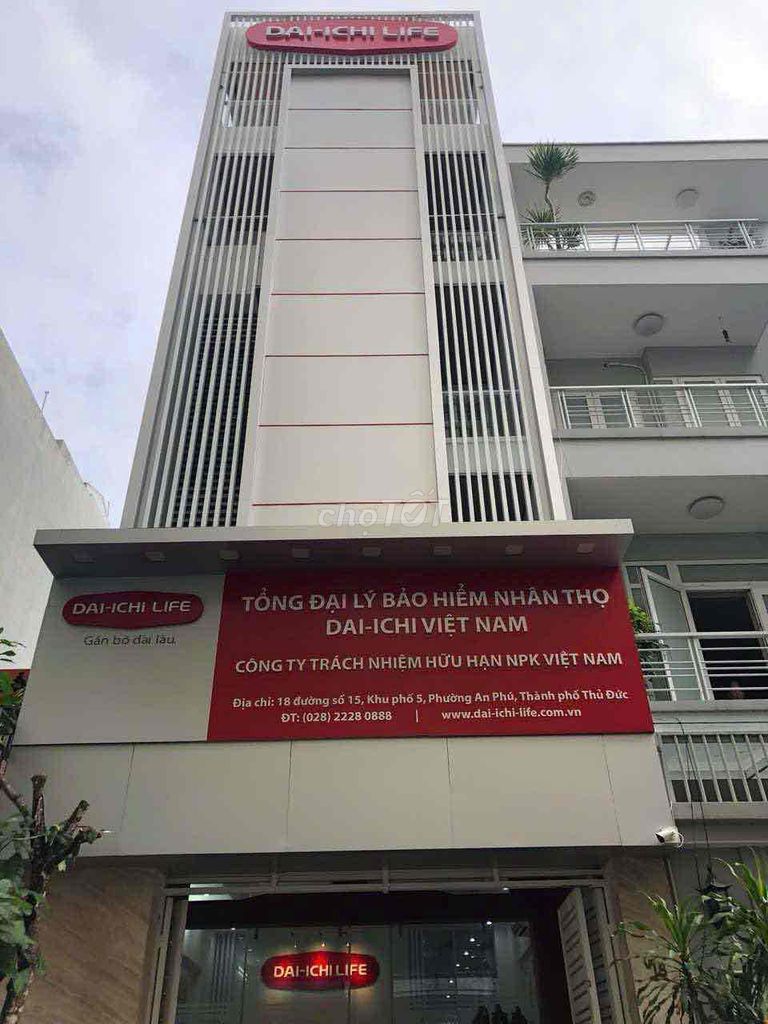 DAI-ICHI LIFE
chợTỐT
DAI-ICHI LIFE
Gắn bó dài lâu.
TỔNG ĐẠI LÝ BẢO HIỂM NHÂN THỌ
DAI-ICHI VIỆT NAM
CÔNG TY TRÁCH NHIỆM HỮU HẠN NPK VIỆT NAM
Địa chỉ: 18 đường số 15, Khu phố 5, Phường An Phú, Thành phố Thủ Đức
ĐT: (028) 2228 0888 | www.dai-ichi-life.com.vn
DAI-ICHI LIFE